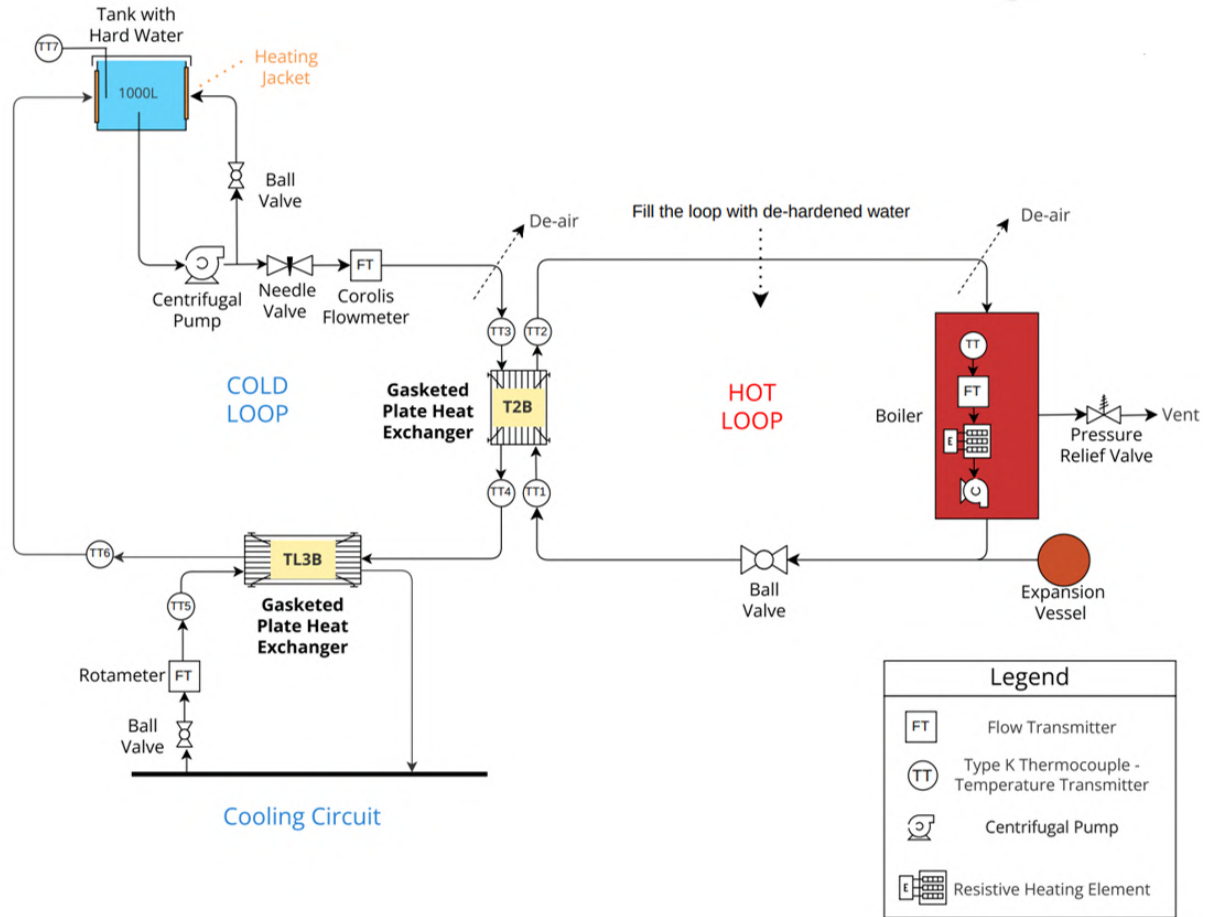 Tank with
Hard Water
TT7
Heating
Jacket
1000L
Ball
Valve
Centrifugal
Pump
Needle
Valve
FT
Corolis
Flowmeter
De-air
Fill the loop with de-hardened water
De-air
TT3
TT2
COLD
LOOP
Gasketed
Plate Heat
Exchanger
T2B
HOT
LOOP
Boiler
TT
FT
E
Pressure
Relief Valve
Vent
TT4
TT1
TT6
TL3B
Gasketed
Plate Heat
Exchanger
TT5
Rotameter
FT
Ball
Valve
Cooling Circuit
Ball
Valve
Expansion
Vessel
Legend
FT
Flow Transmitter
TT
Type K Thermocouple -
Temperature Transmitter
Centrifugal Pump
E
Resistive Heating Element